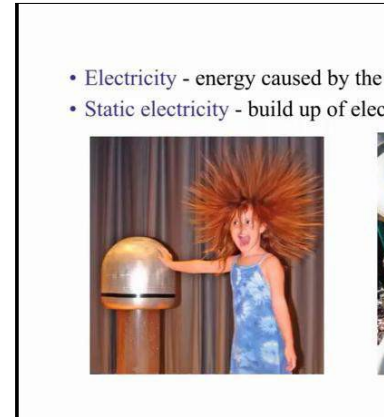 • Electricity - energy caused by the
• Static electricity - build up of elec